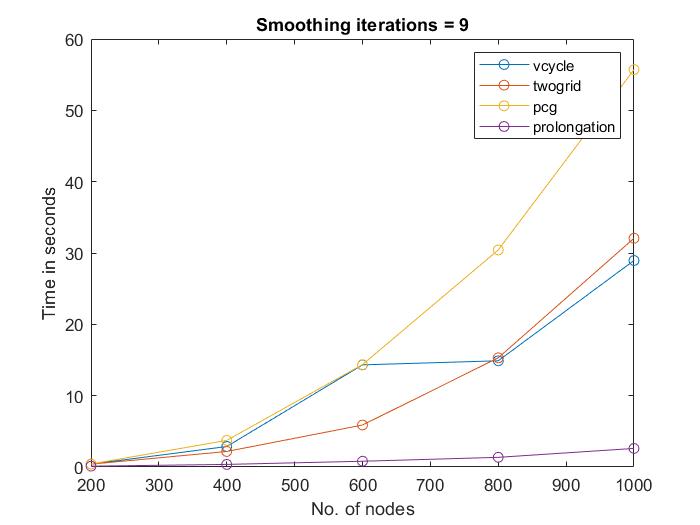 Smoothing iterations = 9
60
50
40
30
20
10
0
Time in seconds
vcycle
twogrid
pcg
prolongation
200 300 400 500 600 700 800 900 1000
No. of nodes